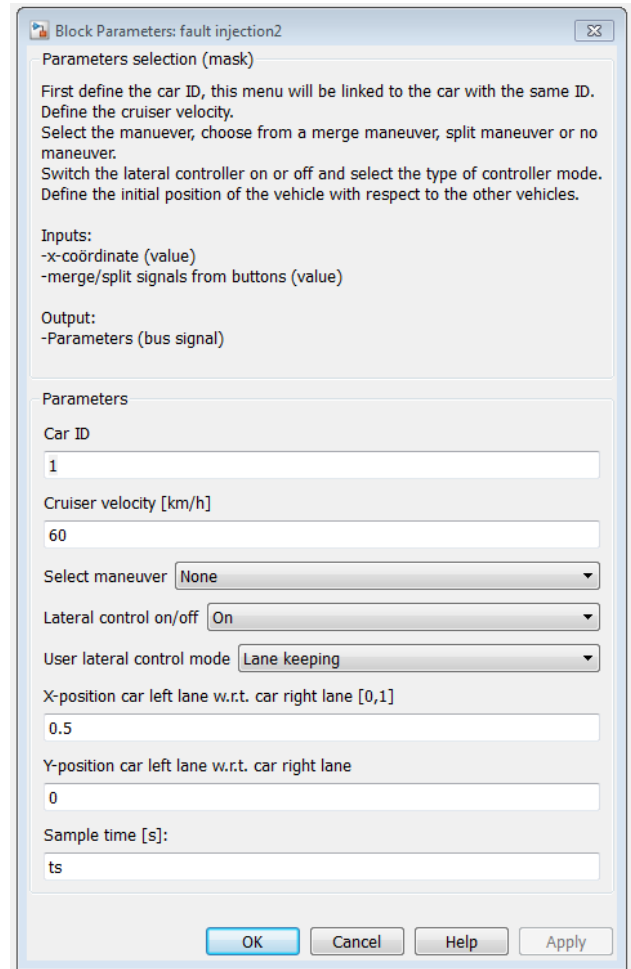 Block Parameters: fault injection2
Parameters selection (mask)
First define the car ID, this menu will be linked to the car with the same ID.
Define the cruiser velocity.
Select the manuever, choose from a merge maneuver, split maneuver or no
maneuver.
Switch the lateral controller on or off and select the type of controller mode.
Define the initial position of the vehicle with respect to the other vehicles.
Inputs:
-x-coördinate (value)
-merge/split signals from buttons (value)
Output:
-Parameters (bus signal)
Parameters
Car ID
1
Cruiser velocity [km/h]
60
Select maneuver None
Lateral control on/off On
User lateral control mode Lane keeping
X-position car left lane w.r.t. car right lane [0,1]
0.5
Y-position car left lane w.r.t. car right lane
0
Sample time [s]:
ts
OK Cancel Help Apply